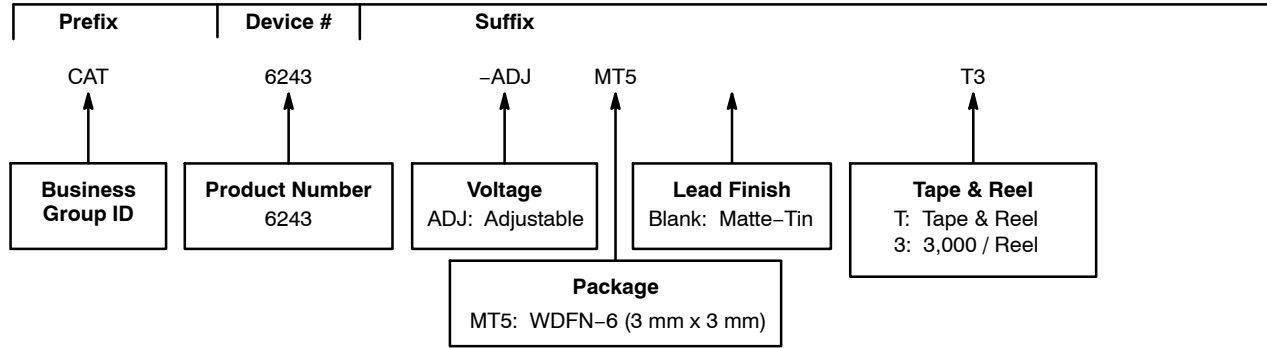 Prefix Device # Suffix
CAT 6243 –ADJ MT5 T3
Business
Group ID
Product Number
6243
Voltage
ADJ: Adjustable
Lead Finish
Blank: Matte–Tin
Tape & Reel
T: Tape & Reel
3: 3,000 / Reel
Package
MT5: WDFN–6 (3 mm x 3 mm)